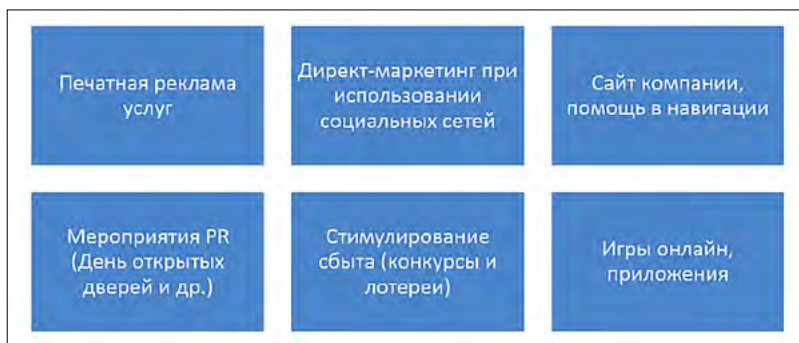 Печатная реклама
услуг
Директ-маркетинг при
использовании
социальных сетей
Сайт компании,
помощь в навигации
Мероприятия PR
(День открытых
дверей и др.)
Стимулирование
сбыта (конкурсы и
лотереи)
Игры онлайн,
приложения